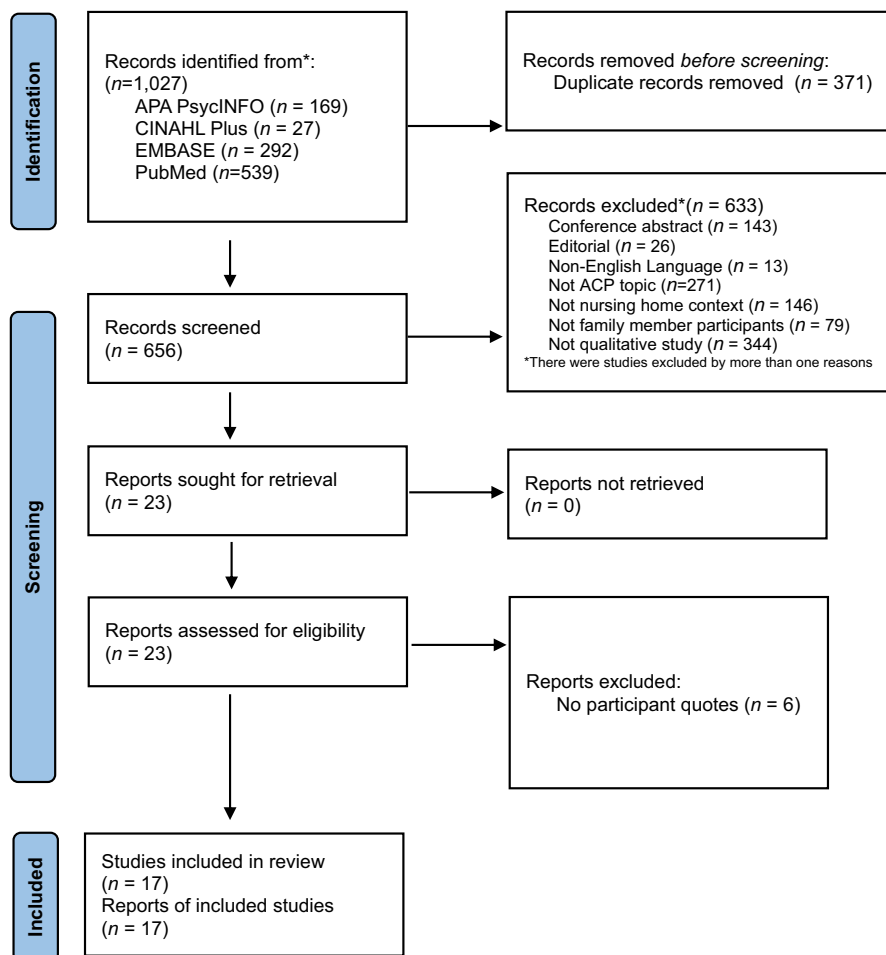 Identification
Records identified from*:
(n=1,027)
APA PsycINFO (n = 169)
CINAHL Plus (n = 27)
EMBASE (n = 292)
PubMed (n=539)
Records removed before screening:
Duplicate records removed (n = 371)
Screening
Records screened
(n = 656)
Records excluded*(n = 633)
Conference abstract (n = 143)
Editorial (n = 26)
Non-English Language (n = 13)
Not ACP topic (n=271)
Not nursing home context (n = 146)
Not family member participants (n = 79)
Not qualitative study (n = 344)
*There were studies excluded by more than one reasons
Reports sought for retrieval
(n = 23)
Reports not retrieved
(n = 0)
Reports assessed for eligibility
(n = 23)
Reports excluded:
No participant quotes (n = 6)
Included
Studies included in review
(n = 17)
Reports of included studies
(n = 17)